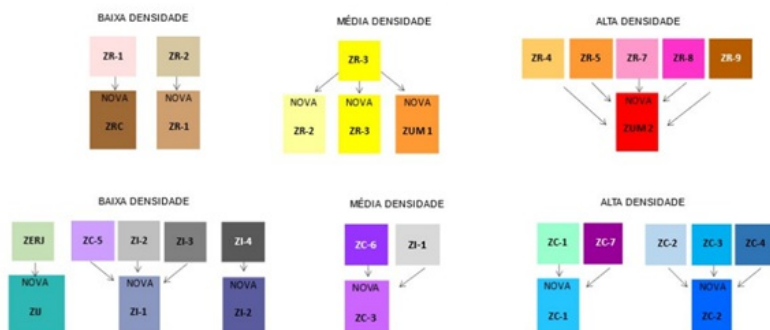 BAIXA DENSIDADE
MÉDIA DENSIDADE
ALTA DENSIDADE
ZR-1
ZR-2
ZR-3
ZR-4
ZR-5
ZR-7
ZR-8
ZR-9
NOVA
ZRC
NOVA
ZR-1
NOVA
ZR-2
NOVA
ZR-3
NOVA
ZUM 1
NOVA
ZUM 2
BAIXA DENSIDADE
MÉDIA DENSIDADE
ALTA DENSIDADE
ZERJ
ZC-5
ZI-2
ZI-3
ZI-4
ZC-6
ZI-1
ZC-1
ZC-7
ZC-2
ZC-3
ZC-4
NOVA
ZIJ
NOVA
ZI-1
NOVA
ZI-2
NOVA
ZC-3
NOVA
ZC-1
NOVA
ZC-2